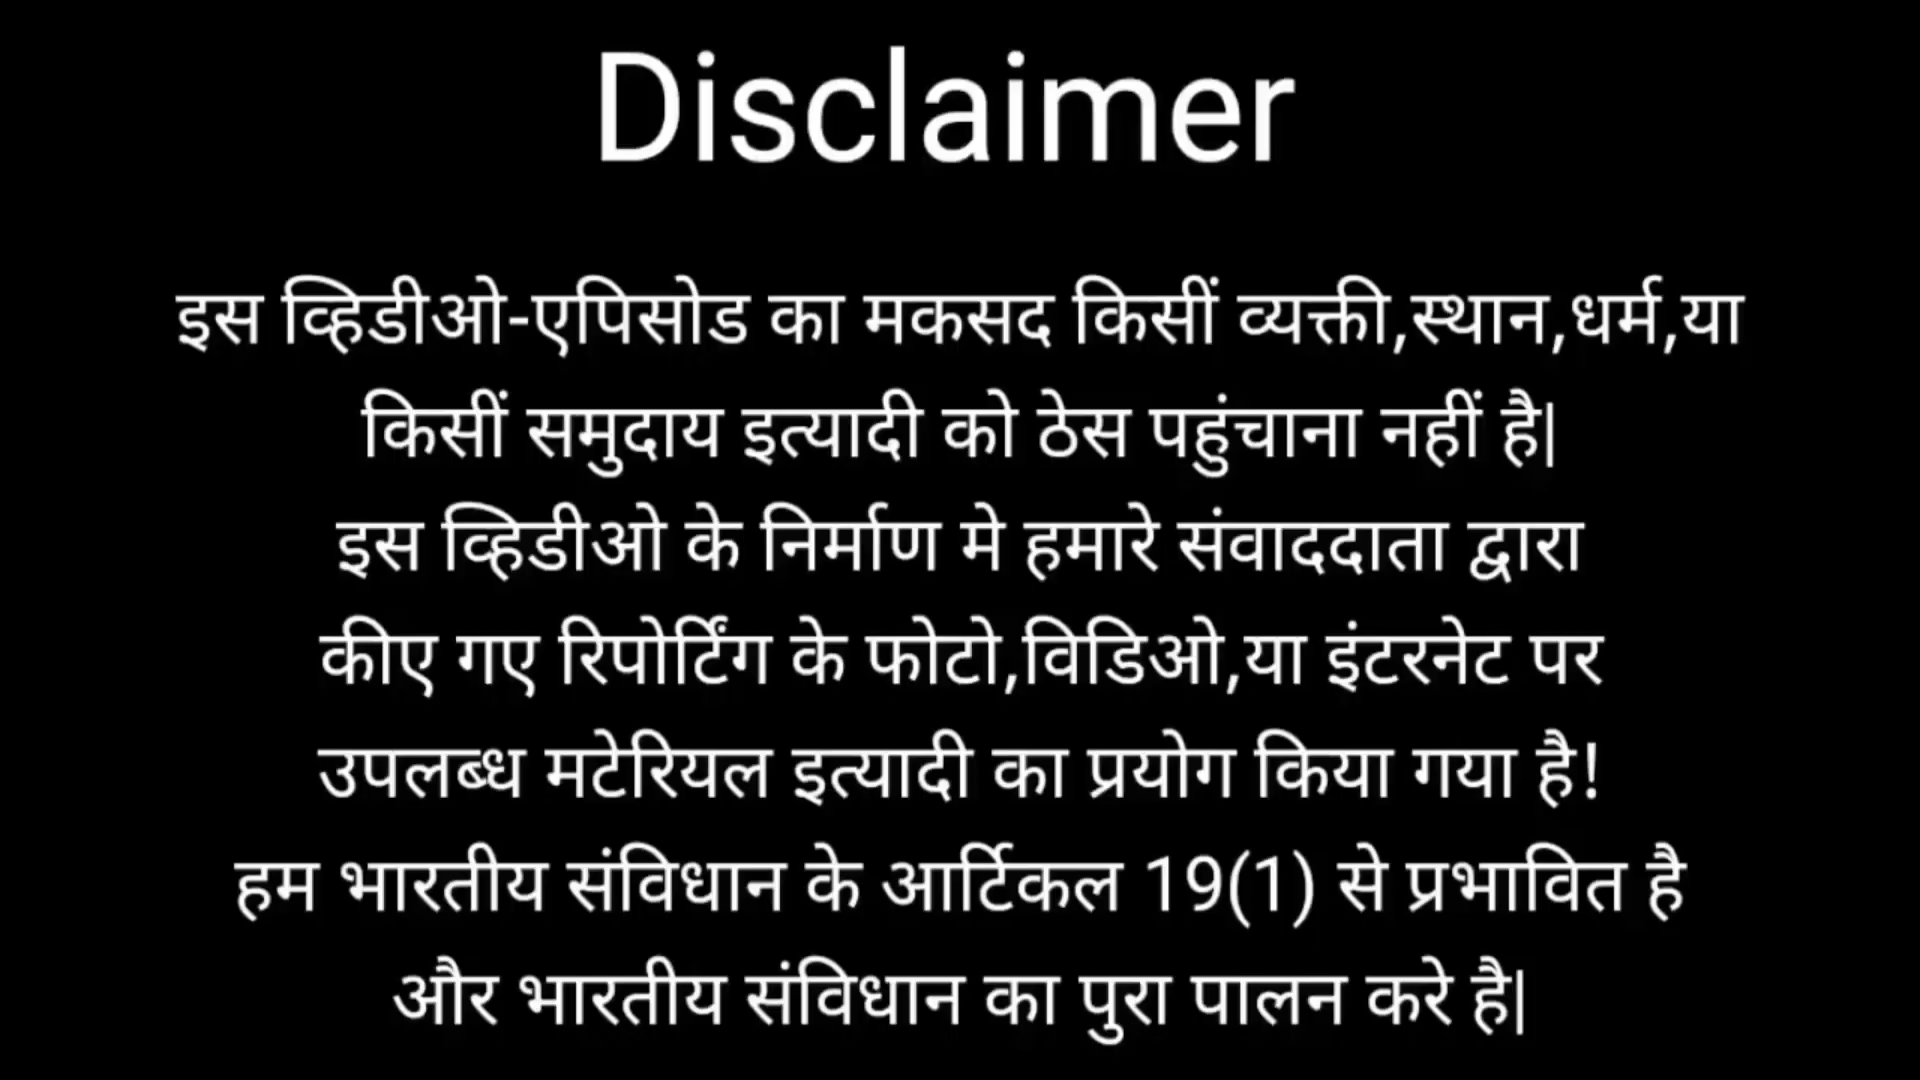 Disclaimer
इस व्हिडीओ-एपिसोड का मकसद किसीं व्यक्ती,स्थान,धर्म,या
किसीं समुदाय इत्यादी को ठेस पहुंचाना नहीं है|
इस व्हिडीओ के निर्माण मे हमारे संवाददाता द्वारा
कीए गए रिपोर्टिंग के फोटो,विडिओ,या इंटरनेट पर
उपलब्ध मटेरियल इत्यादी का प्रयोग किया गया है!
हम भारतीय संविधान के आर्टिकल 19(1) से प्रभावित है
और भारतीय संविधान का पुरा पालन करे है|